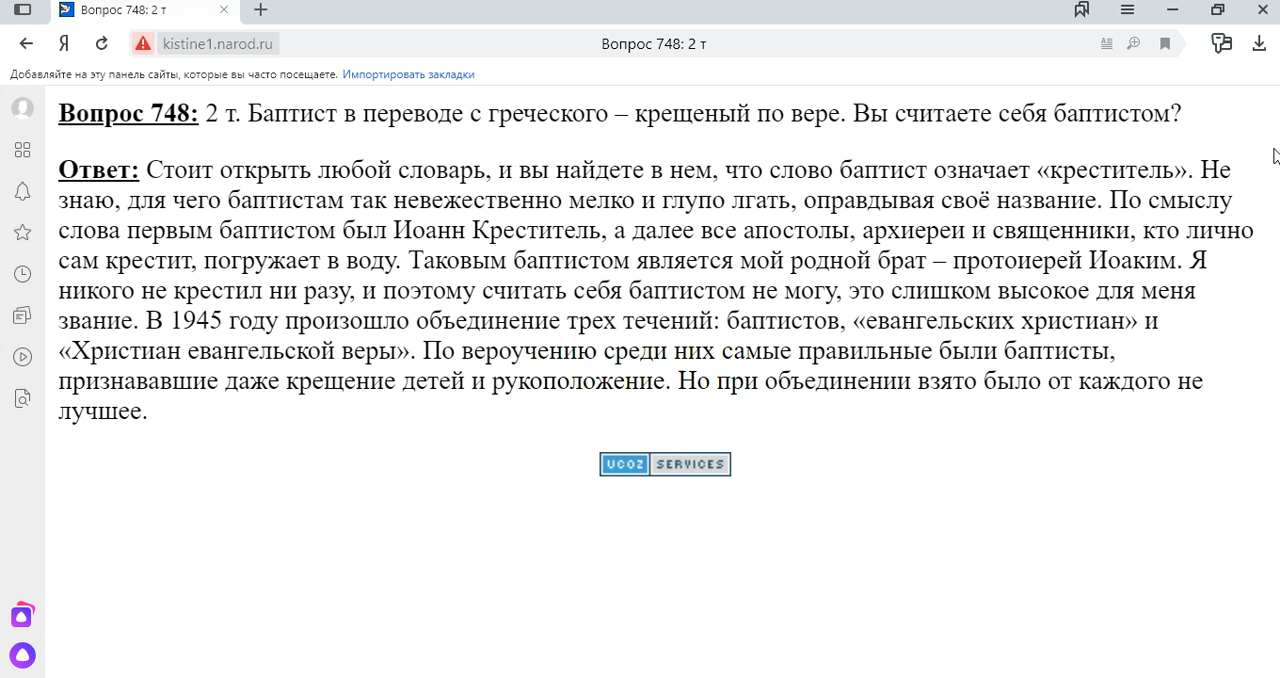 Вопрос 748: 2 т
kistine1.narod.ru
Вопрос 748: 2 т
Добавляйте на эту панель сайты, которые вы часто посещаете. Импортировать закладки
Вопрос 748: 2 т. Баптист в переводе с греческого – крещеный по вере. Вы считаете себя баптистом?
Ответ: Стоит открыть любой словарь, и вы найдете в нем, что слово баптист означает «креститель». Не
знаю, для чего баптистам так невежественно мелко и глупо лгать, оправдывая своё название. По смыслу
слова первым баптистом был Иоанн Креститель, а далее все апостолы, архиереи и священники, кто лично
сам крестит, погружает в воду. Таковым баптистом является мой родной брат – протоиерей Иоаким. Я
никого не крестил ни разу, и поэтому считать себя баптистом не могу, это слишком высокое для меня
звание. В 1945 году произошло объединение трех течений: баптистов, «евангельских христиан» и
«Христиан евангельской веры». По вероучению среди них самые правильные были баптисты,
признававшие даже крещение детей и рукоположение. Но при объединении взято было от каждого не
лучшее.
UCOZ SERVICES